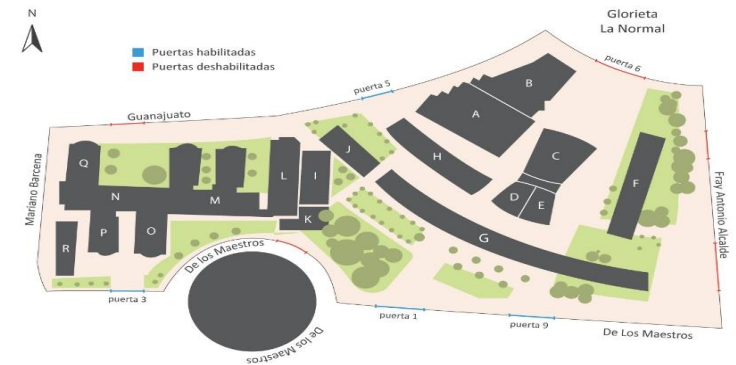 N
Glorieta
La Normal
Puertas habilitadas
Puertas deshabilitadas
puerta 6
puerta 5
Guanajuato
B
A
Q
J
H
C
L
I
F
N
M
D
E
Mariano Barcena
Fray Antonio Alcalde
K
P
O
R
G
De los Maestros
puerta 3
puerta 1
puerta 9
De Los Maestros
De los Maestros